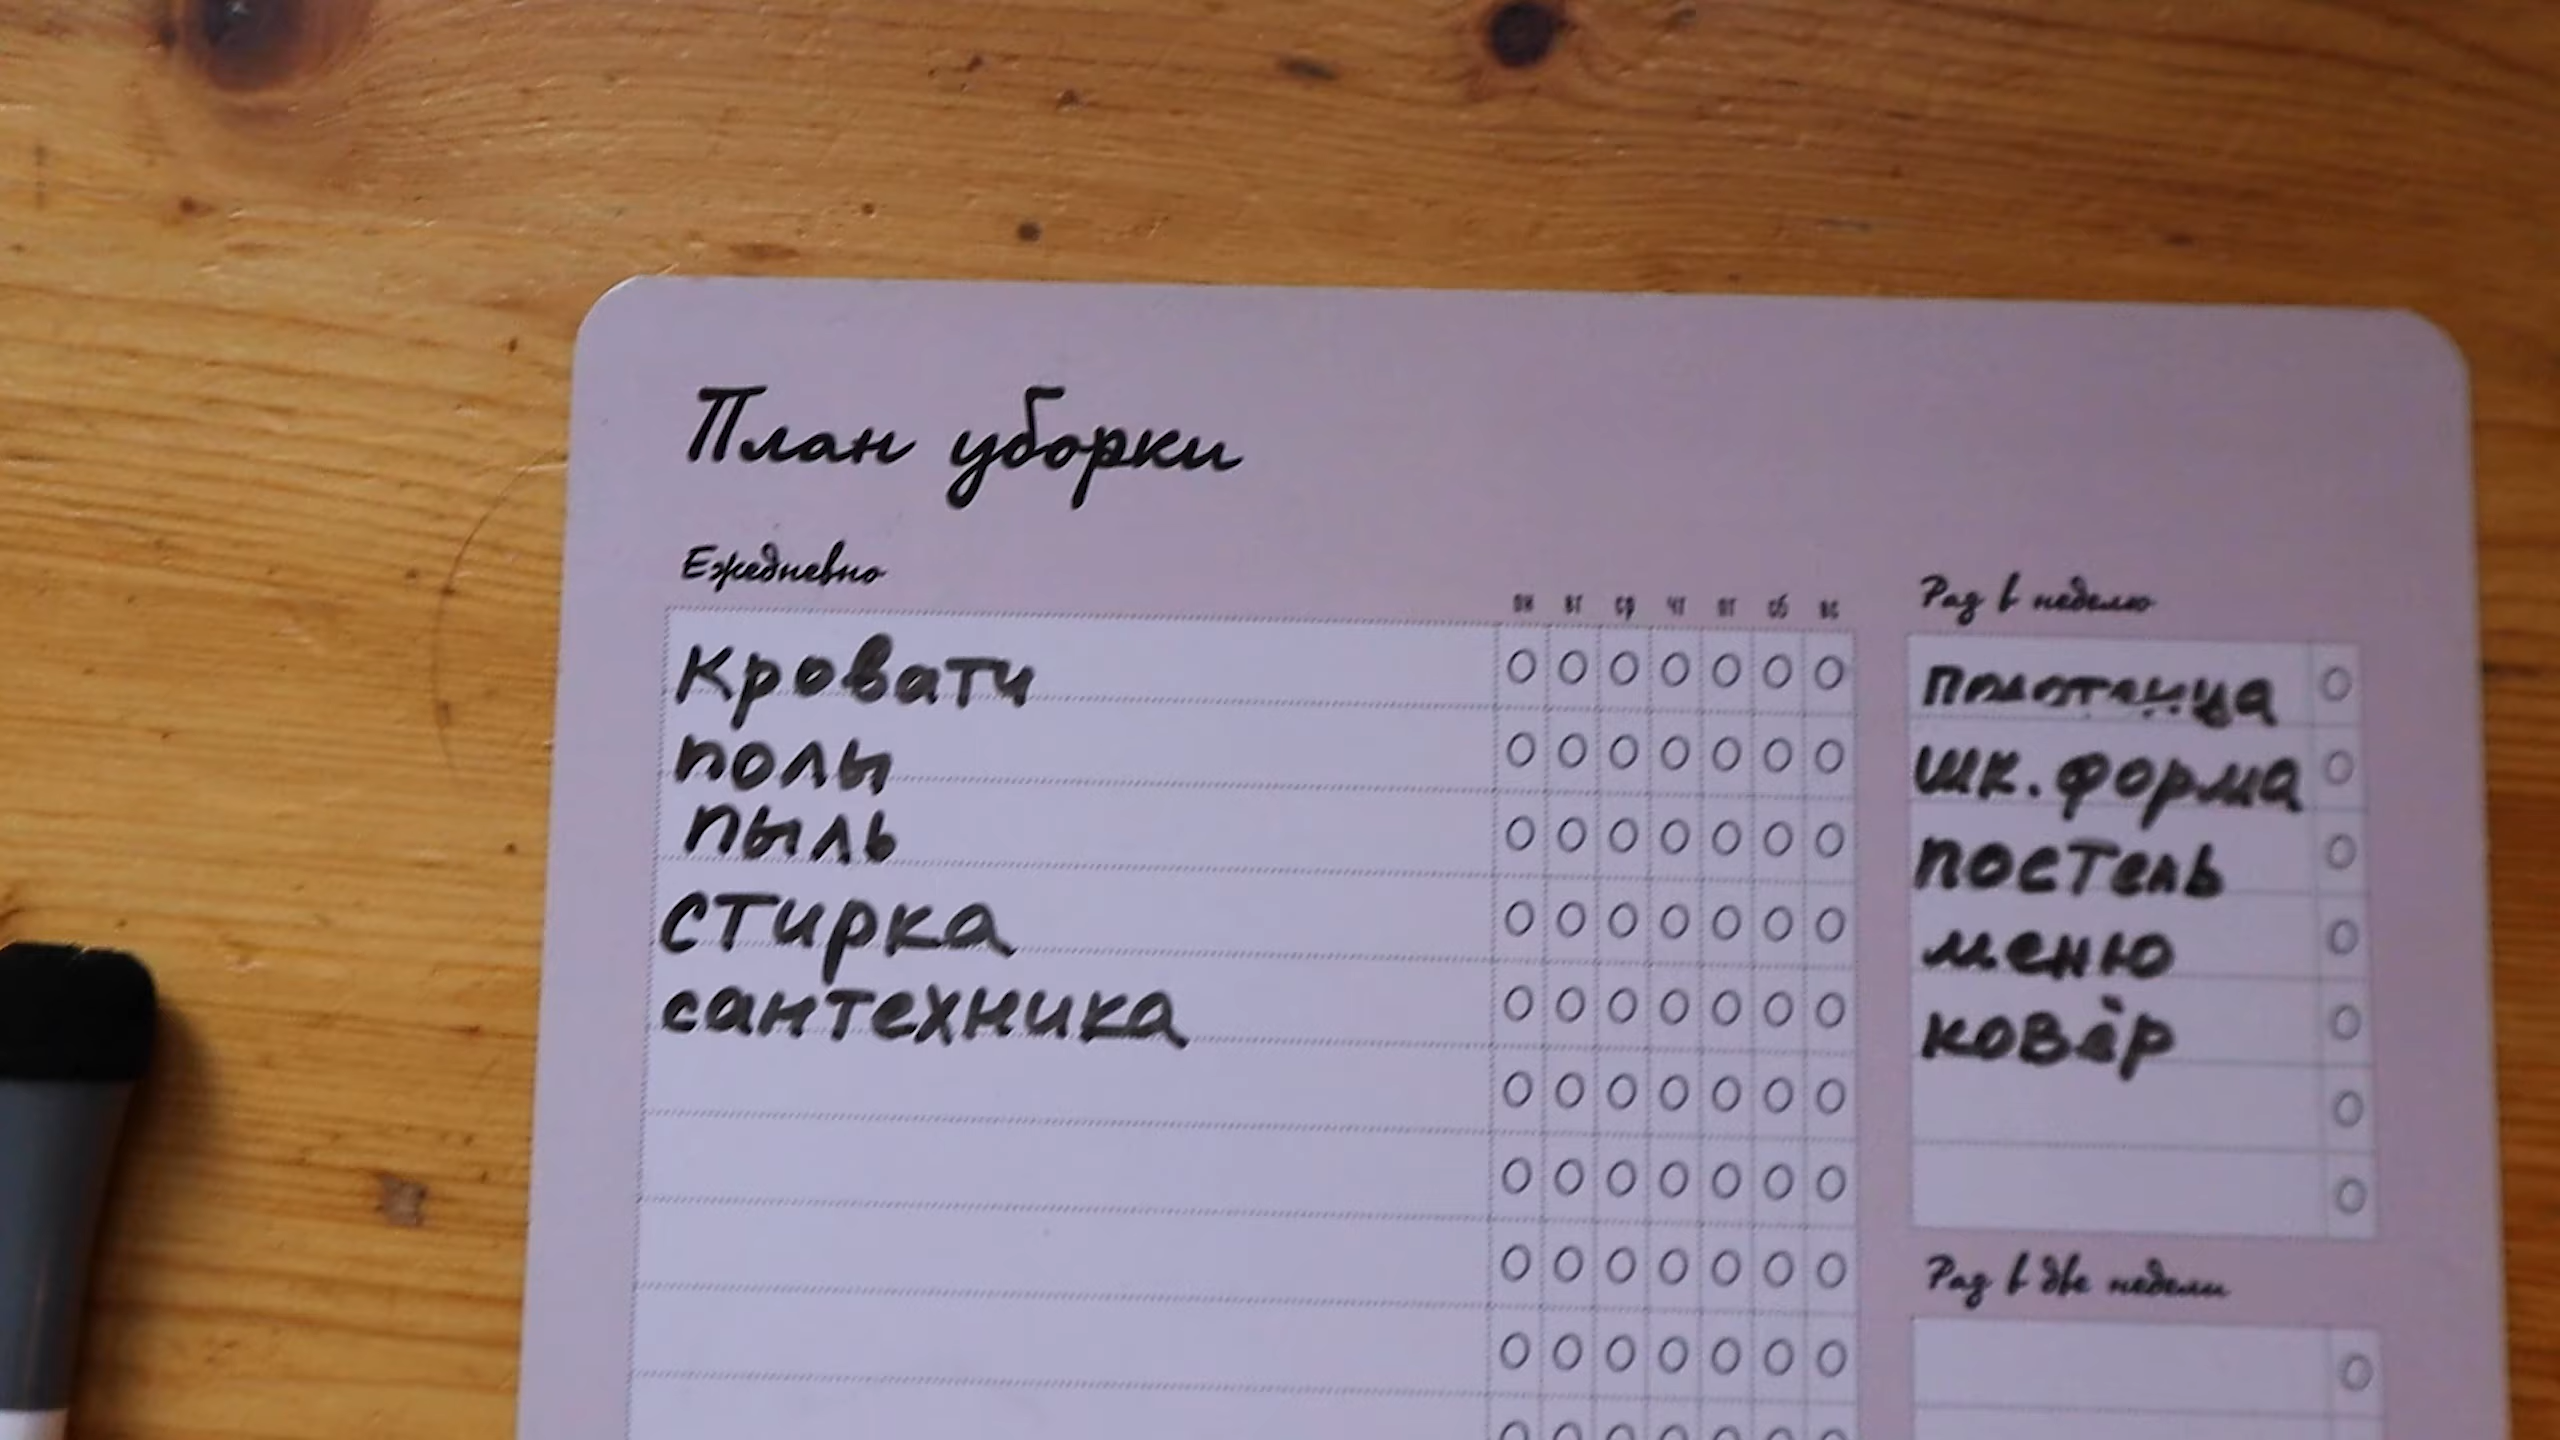 План уборки
Ежедневно
пн вт ср чт пт сб вс
Кровати
полы
пыль
стирка
сантехника
Раз в неделю
полотенца
шк. форма
постель
меню
ковёр
Раз в две недели